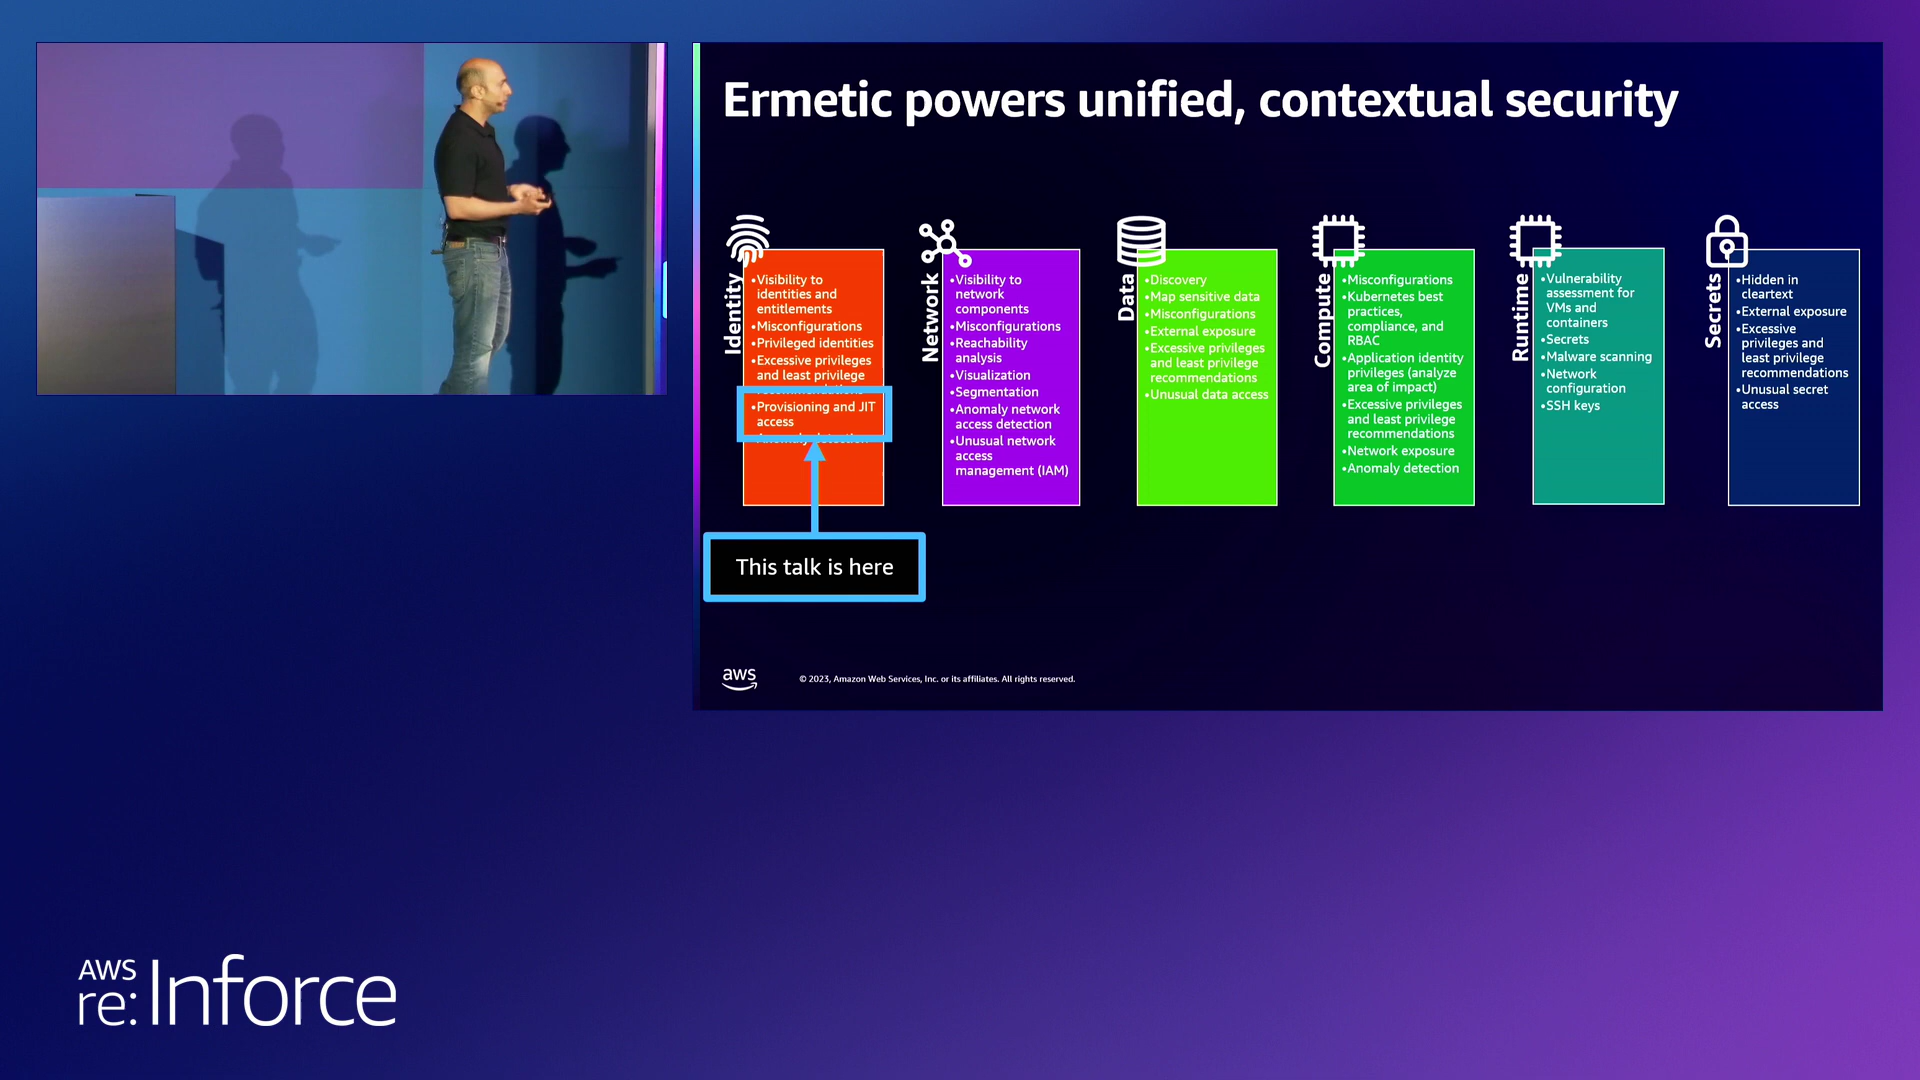 Ermetic powers unified, contextual security
Identity
•Visibility to
identities and
entitlements
•Misconfigurations
•Privileged identities
•Excessive privileges
and least privilege
recommendations
•Provisioning and JIT
access
•Anomaly detection
This talk is here
Network
•Visibility to
network
components
•Misconfigurations
•Reachability
analysis
•Visualization
•Segmentation
•Anomaly network
access detection
•Unusual network
access
management (IAM)
Data
•Discovery
•Map sensitive data
•Misconfigurations
•External exposure
•Excessive privileges
and least privilege
recommendations
•Unusual data access
Compute
•Misconfigurations
•Kubernetes best
practices,
compliance, and
RBAC
•Application identity
privileges (analyze
area of impact)
•Excessive privileges
and least privilege
recommendations
•Network exposure
•Anomaly detection
Runtime
•Vulnerability
assessment for
VMs and
containers
•Secrets
•Malware scanning
•Network
configuration
•SSH keys
Secrets
•Hidden in
cleartext
•External exposure
•Excessive
privileges and
least privilege
recommendations
•Unusual secret
access
aws
© 2023, Amazon Web Services, Inc. or its affiliates. All rights reserved.
AWS
re:Inforce